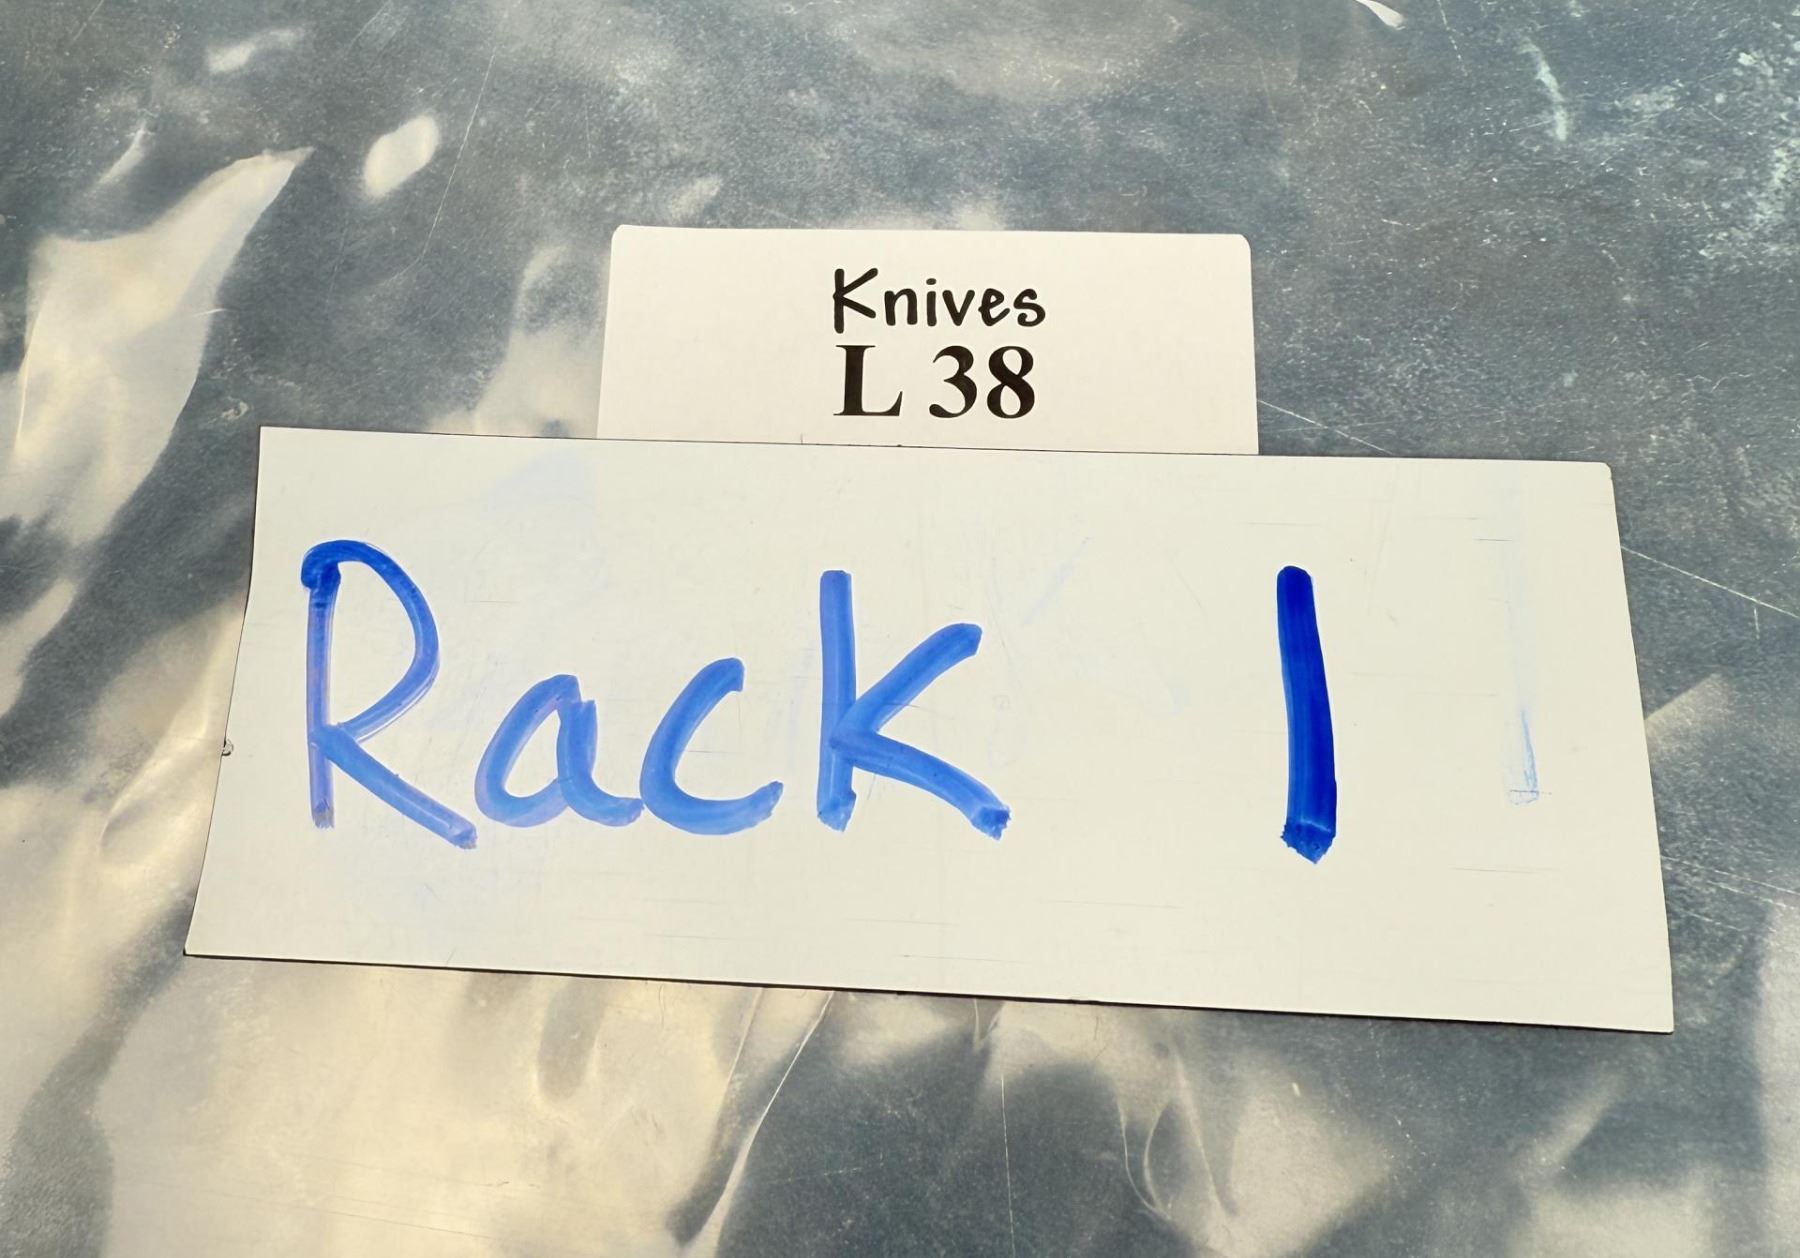 Knives
L 38
Rack 1